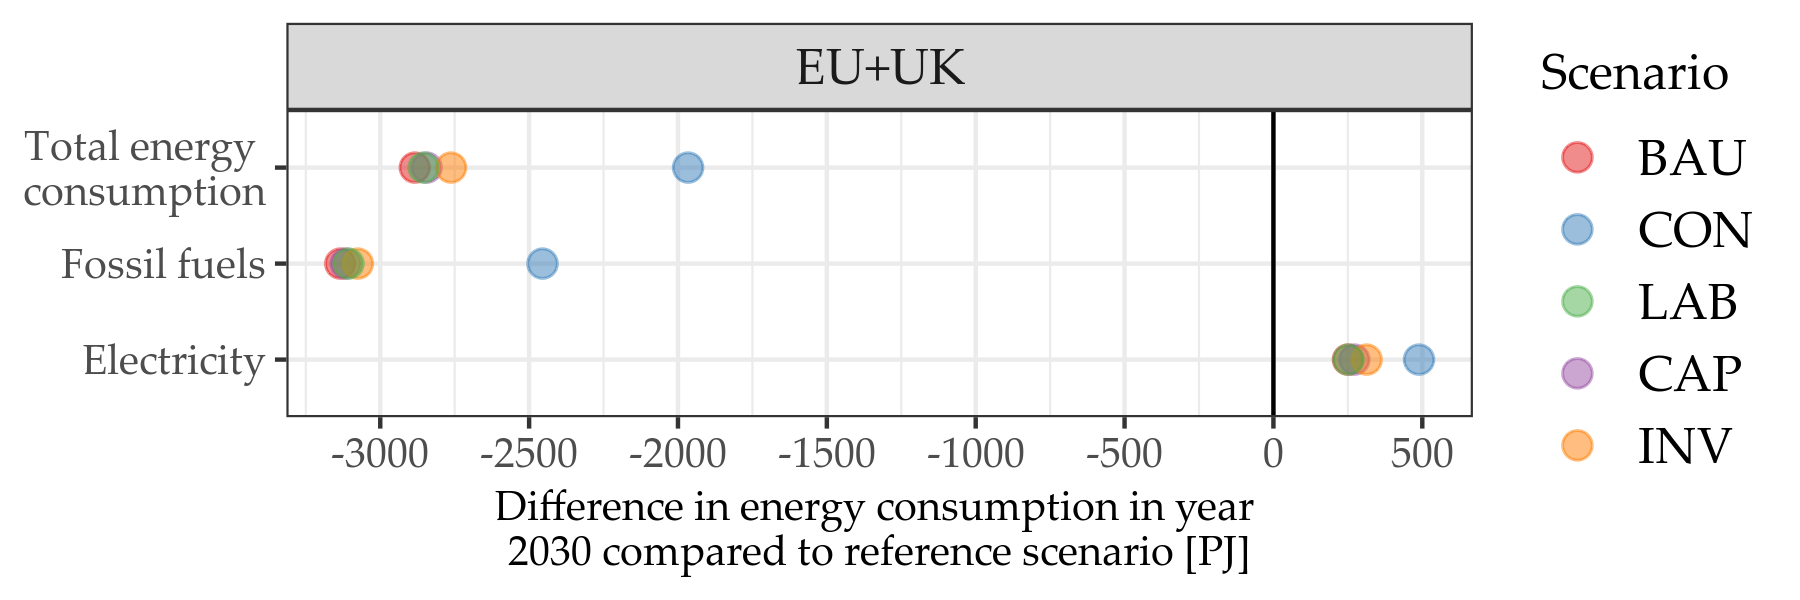 EU+UK
Scenario
BAU
CON
LAB
CAP
INV
Total energy
consumption
Fossil fuels
Electricity
-3000 -2500 -2000 -1500 -1000 -500 0 500
Difference in energy consumption in year
2030 compared to reference scenario [PJ]